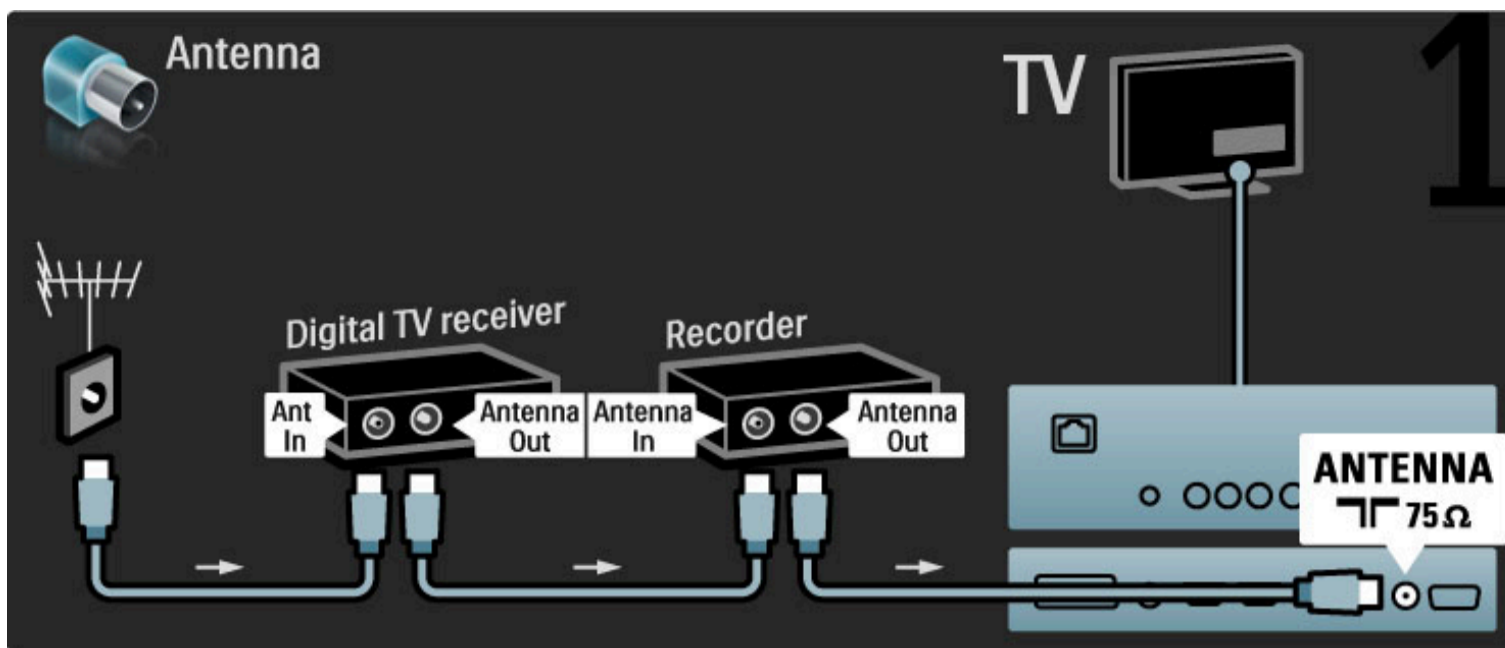 Antenna
TV
1
Digital TV receiver
Recorder
Ant
In
Antenna
Out
Antenna
In
Antenna
Out
ANTENNA
75 Ω